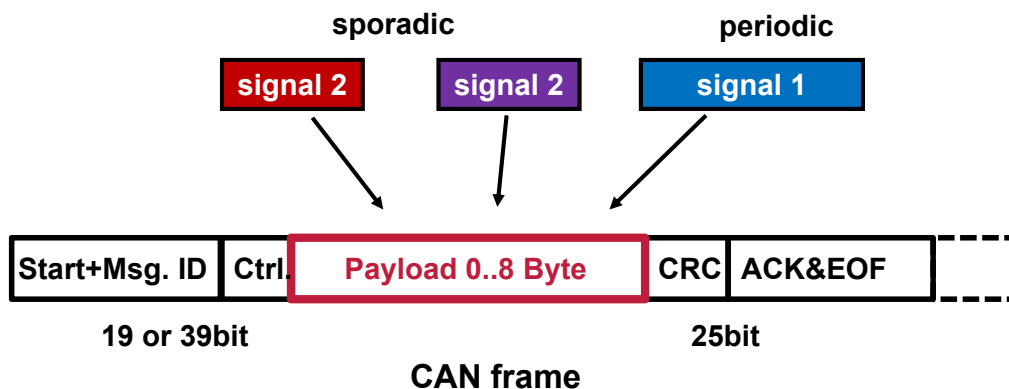 sporadic periodic
signal 2 signal 2 signal 1
Start+Msg. ID Ctrl. Payload 0..8 Byte CRC ACK&EOF
19 or 39bit 25bit
CAN frame